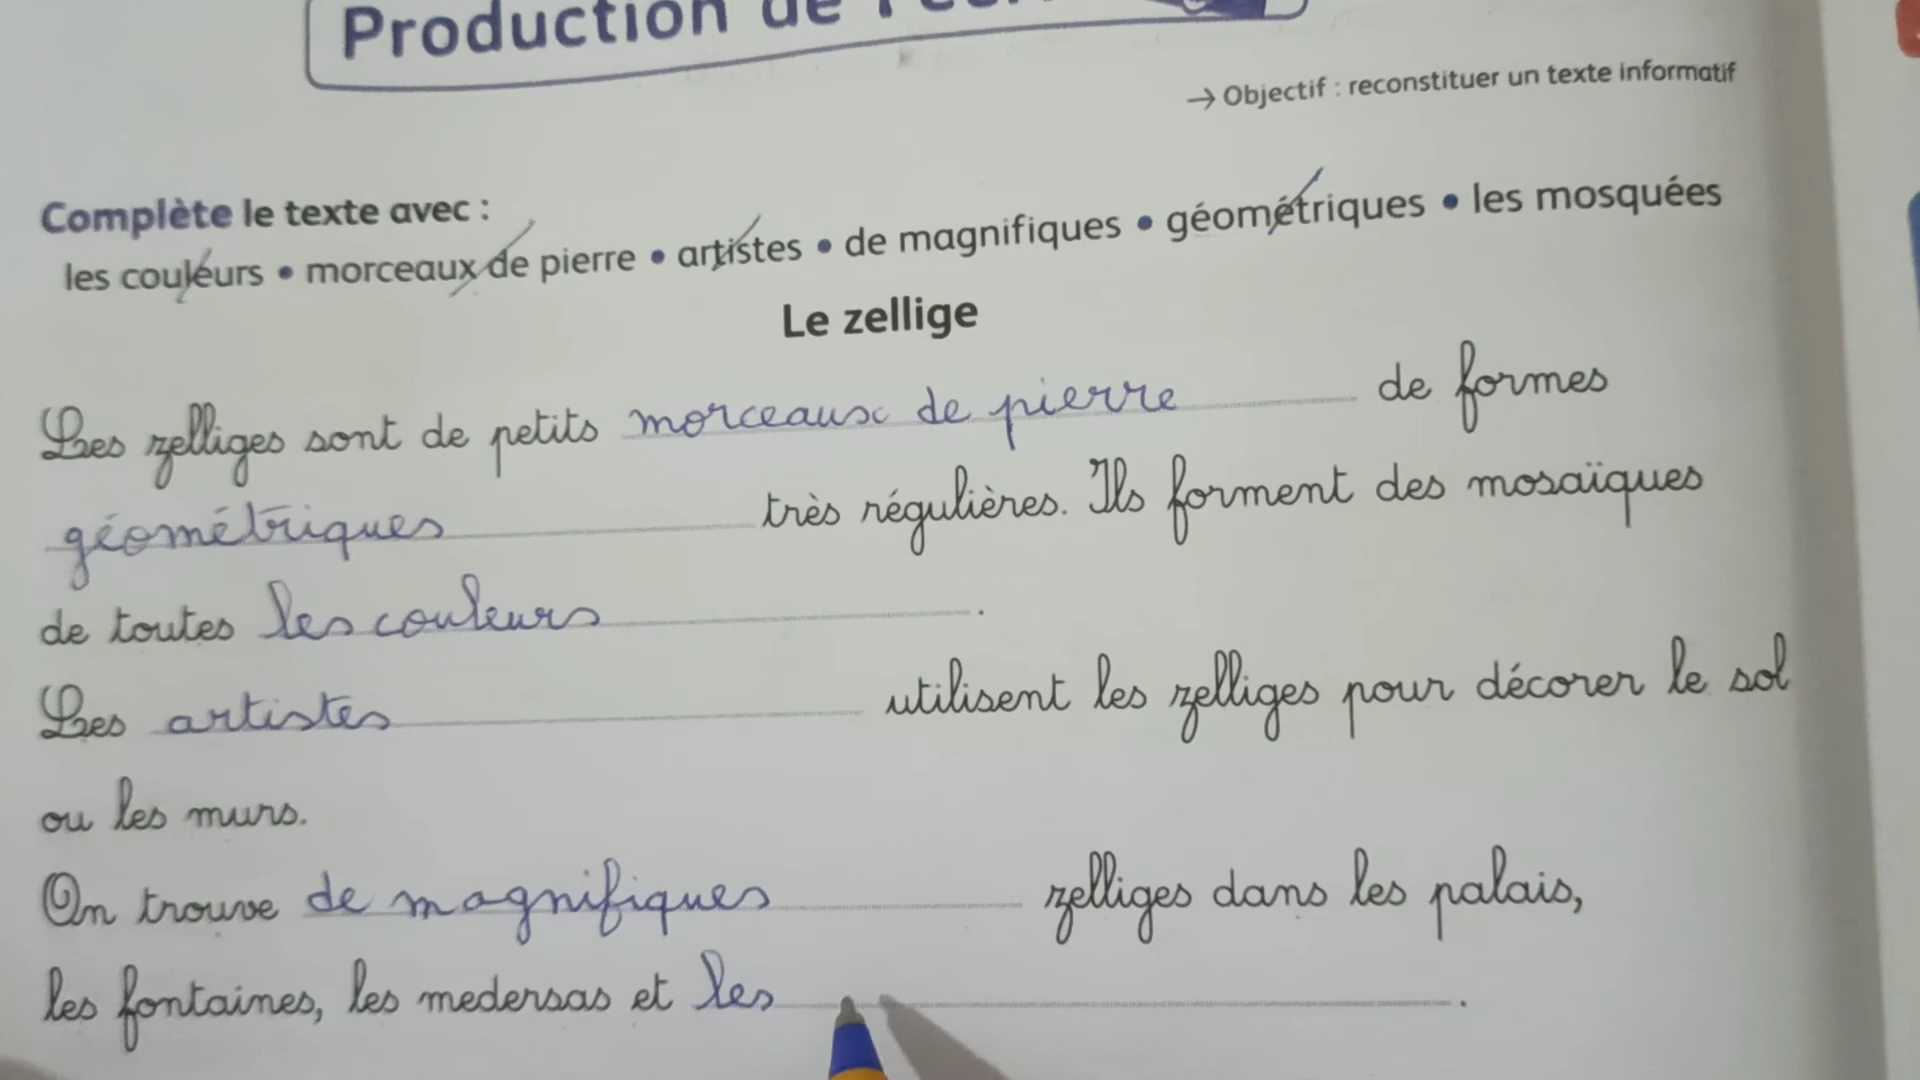 Production de l'
→ Objectif : reconstituer un texte informatif
Complète le texte avec :
les couleurs • morceaux de pierre • artistes • de magnifiques • géométriques • les mosquées
Le zellige
Les zelliges sont de petits morceaux de pierre de formes
géométriques très régulières. Ils forment des mosaïques
de toutes les couleurs.
Les artistes utilisent les zelliges pour décorer le sol
ou les murs.
On trouve de magnifiques zelliges dans les palais,
les fontaines, les medersas et les .